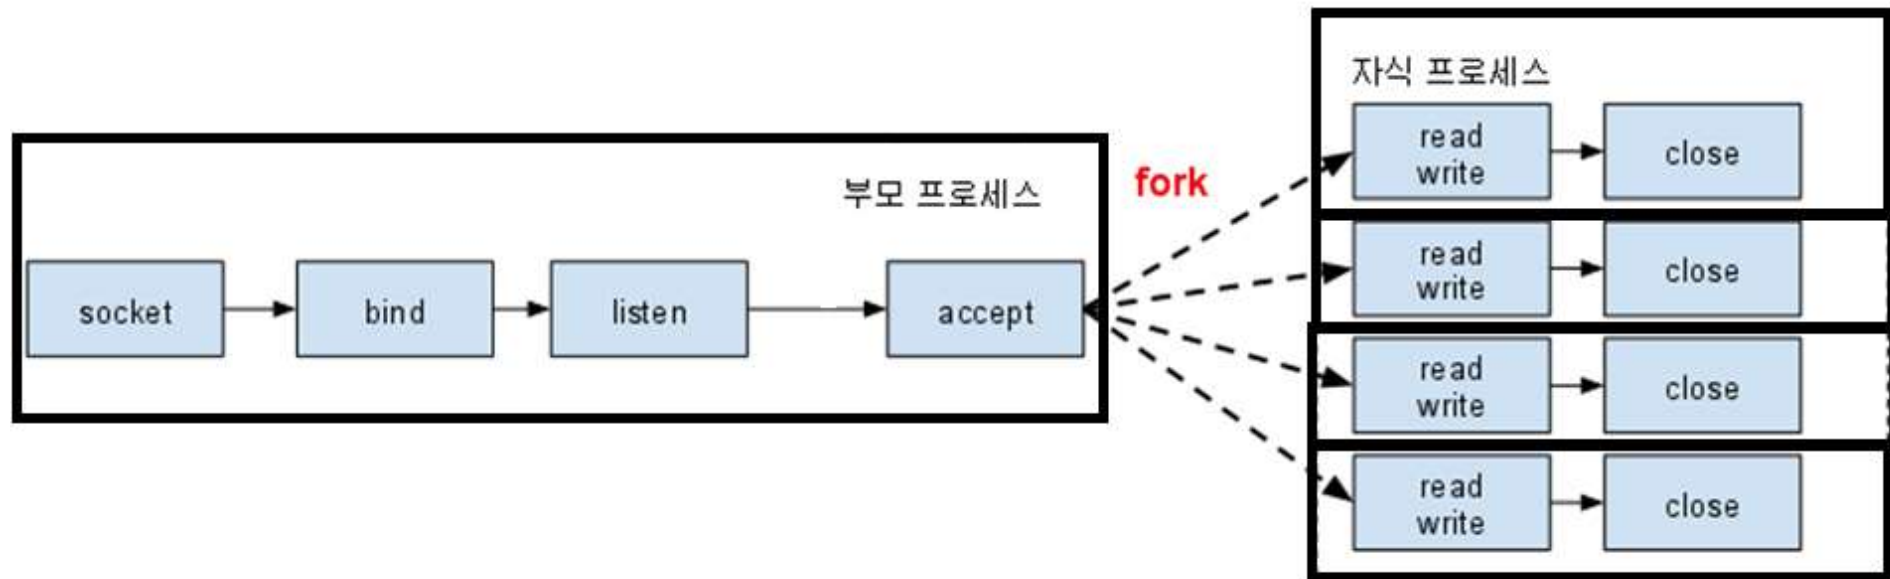 자식 프로세스
read
write
close
부모 프로세스
fork
read
write
close
socket
bind
listen
accept
read
write
close
read
write
close